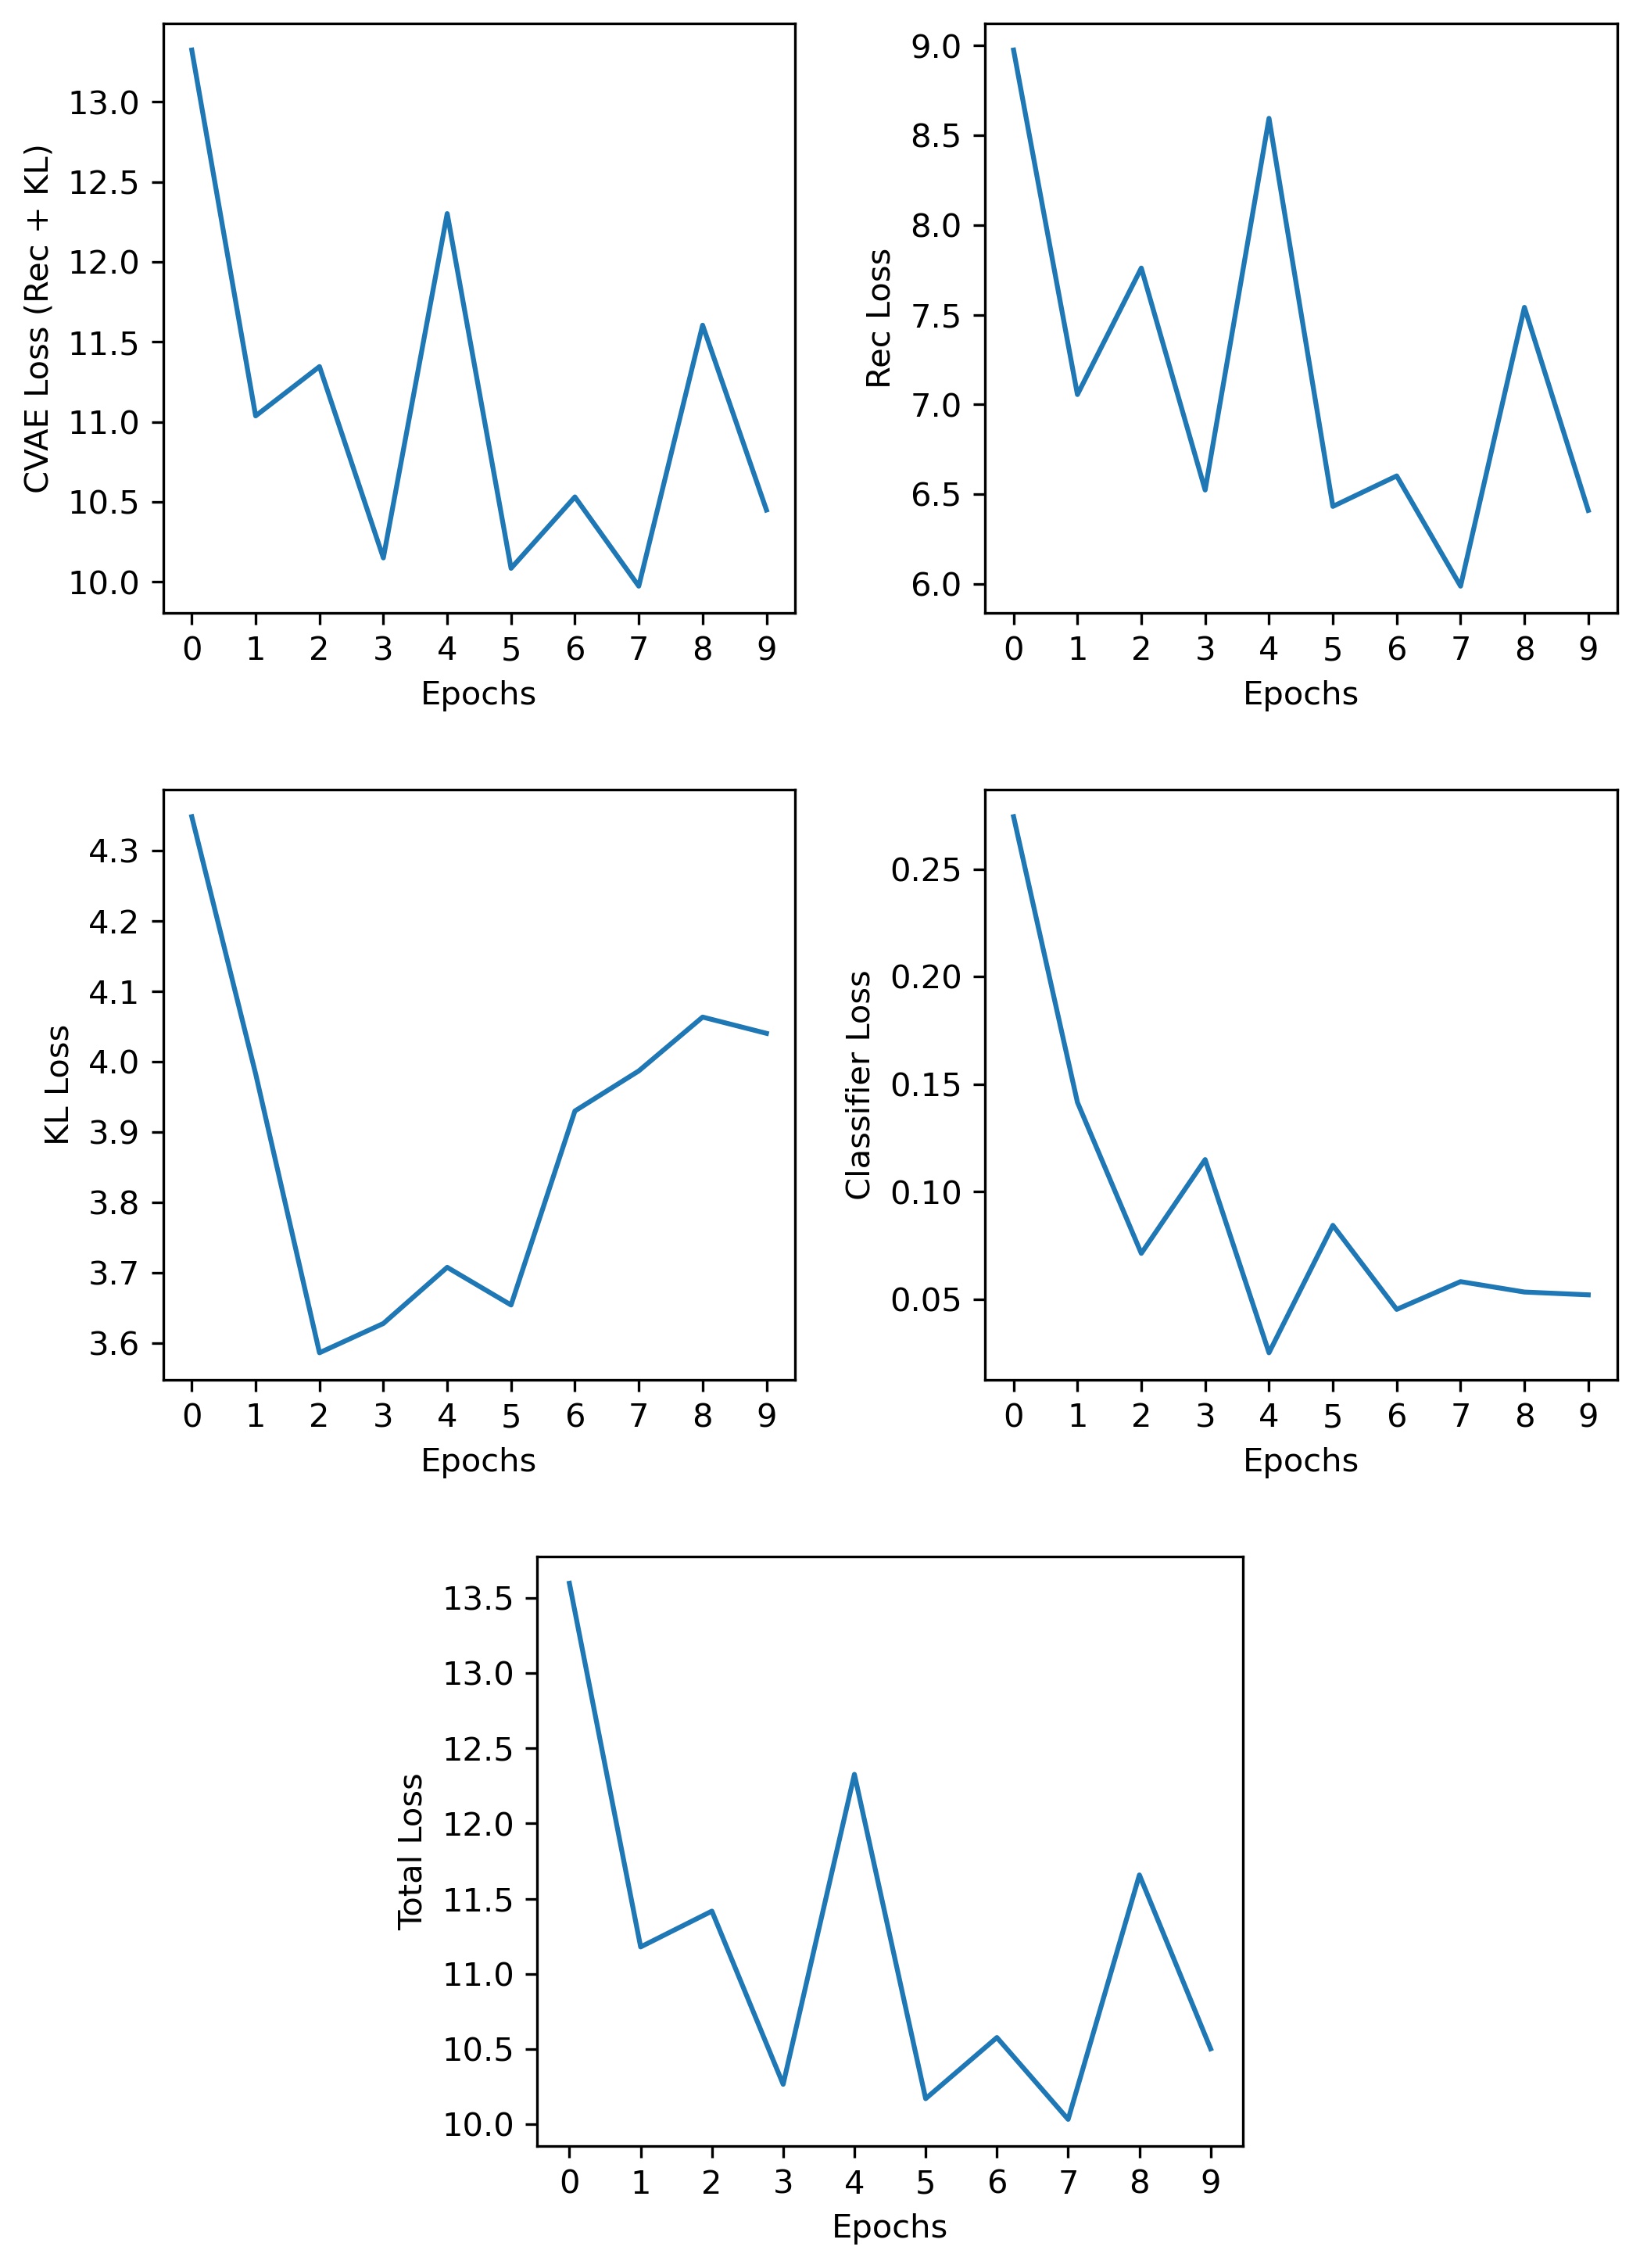 CVAE Loss (Rec + KL)
13.0
12.5
12.0
11.5
11.0
10.5
10.0
0 1 2 3 4 5 6 7 8 9
Epochs
Rec Loss
9.0
8.5
8.0
7.5
7.0
6.5
6.0
0 1 2 3 4 5 6 7 8 9
Epochs
KL Loss
4.3
4.2
4.1
4.0
3.9
3.8
3.7
3.6
0 1 2 3 4 5 6 7 8 9
Epochs
Classifier Loss
0.25
0.20
0.15
0.10
0.05
0 1 2 3 4 5 6 7 8 9
Epochs
Total Loss
13.5
13.0
12.5
12.0
11.5
11.0
10.5
10.0
0 1 2 3 4 5 6 7 8 9
Epochs